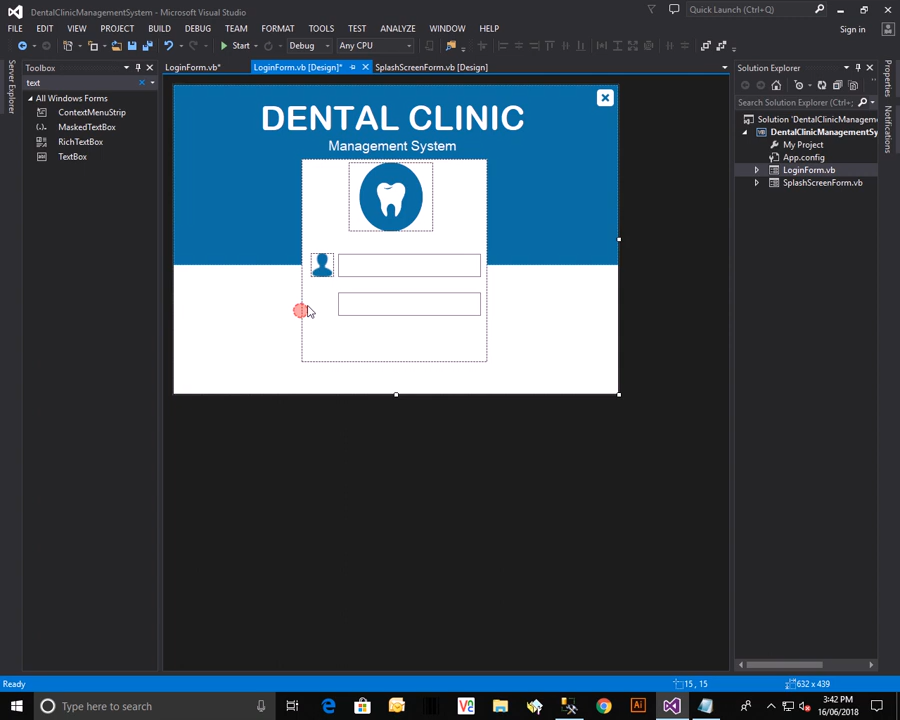 DentalClinicManagementSystem - Microsoft Visual Studio
Quick Launch (Ctrl+Q)
FILE EDIT VIEW PROJECT BUILD DEBUG TEAM FORMAT TOOLS TEST ANALYZE WINDOW HELP
Sign in
Start Debug Any CPU
Server Explorer
Toolbox
LoginForm.vb*
LoginForm.vb [Design]*
SplashScreenForm.vb [Design]
Solution Explorer
Properties
Notifications
text
All Windows Forms
ContextMenuStrip
MaskedTextBox
RichTextBox
TextBox
DENTAL CLINIC
Management System
Search Solution Explorer (Ctrl+;)
Solution 'DentalClinicManagem
DentalClinicManagementSy
My Project
App.config
LoginForm.vb
SplashScreenForm.vb
Ready
15 , 15
632 x 439
Type here to search
3:42 PM
16/06/2018